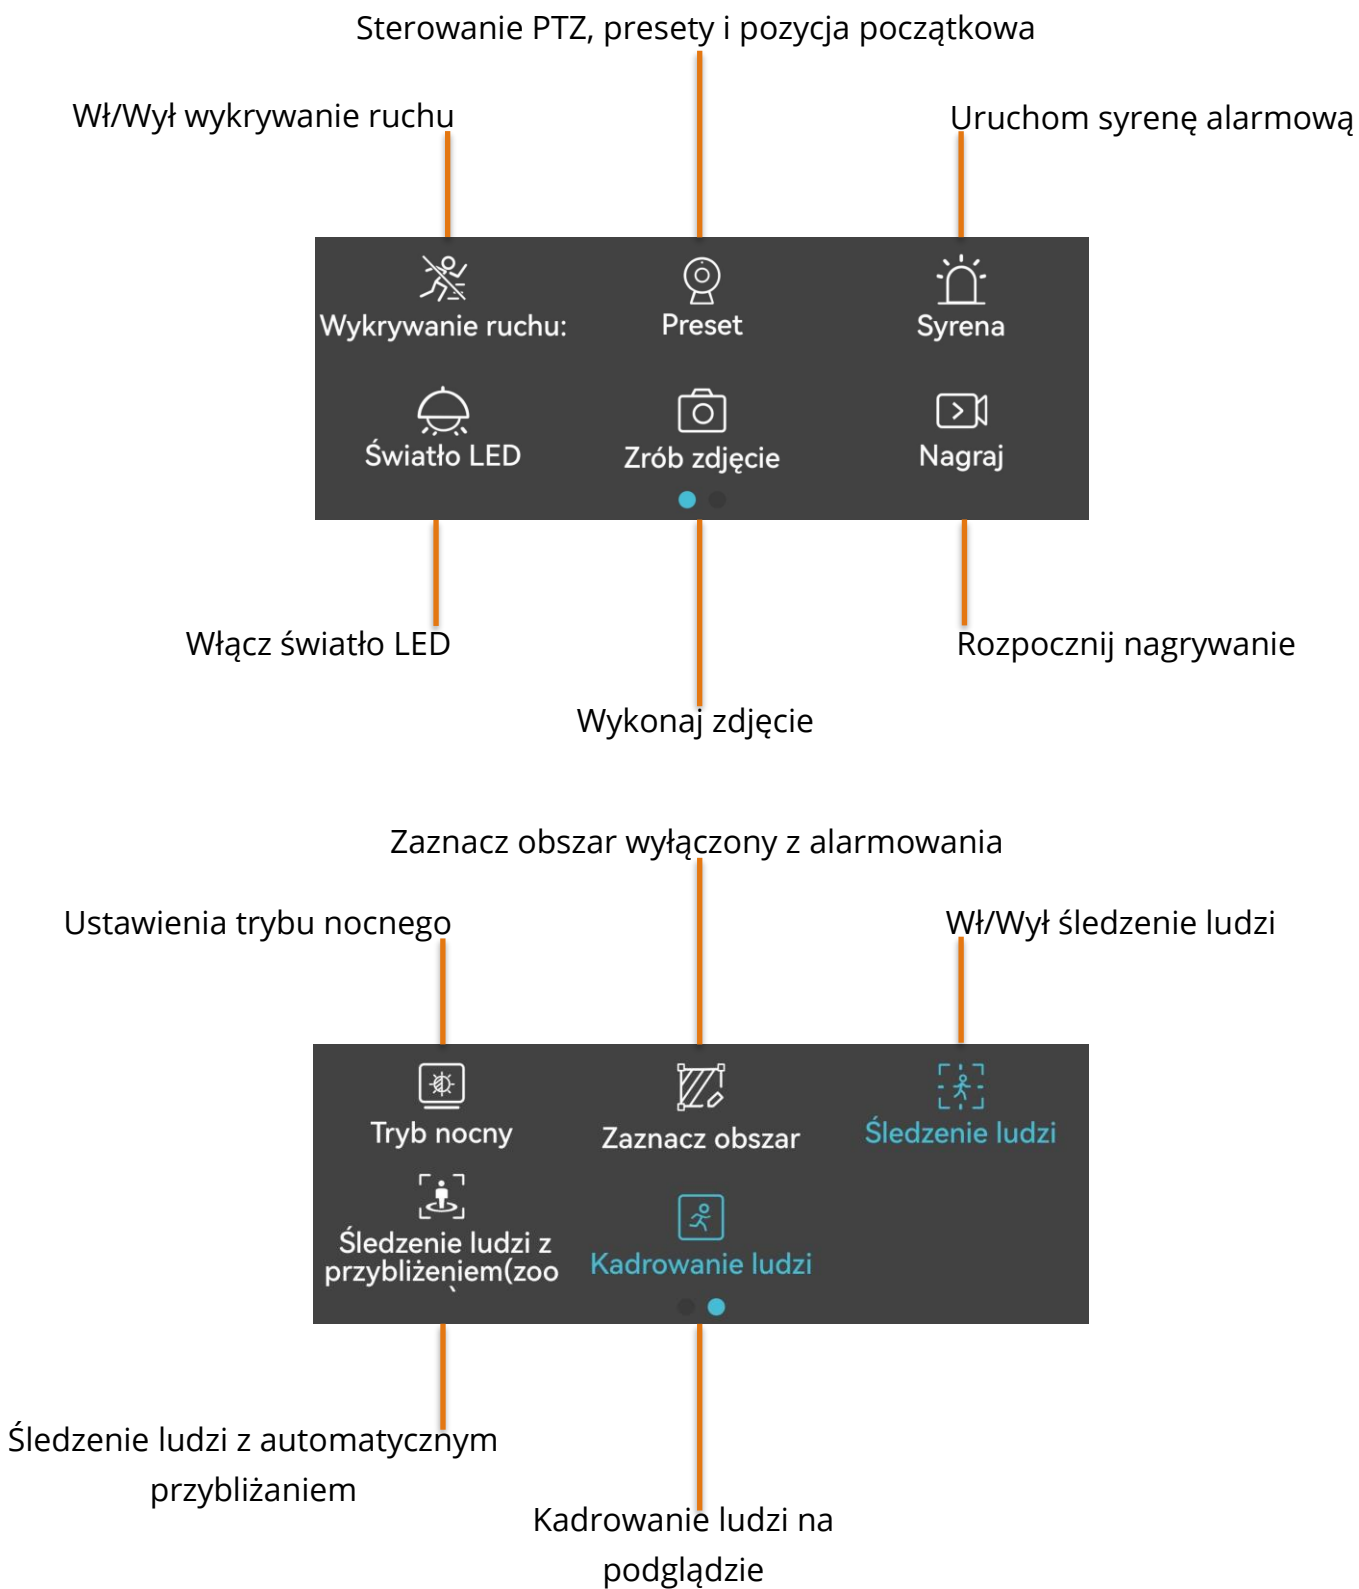 Sterowanie PTZ, presety i pozycja początkowa
Wł/Wył wykrywanie ruchu
Uruchom syrenę alarmową
Wykrywanie ruchu:
Preset
Syrena
Światło LED
Zrób zdjęcie
Nagraj
Włącz światło LED
Rozpocznij nagrywanie
Wykonaj zdjęcie
Zaznacz obszar wyłączony z alarmowania
Ustawienia trybu nocnego
Wł/Wył śledzenie ludzi
Tryb nocny
Zaznacz obszar
Śledzenie ludzi
Śledzenie ludzi z
przybliżeniem(zoo
Kadrowanie ludzi
Śledzenie ludzi z automatycznym
przybliżaniem
Kadrowanie ludzi na
podglądzie